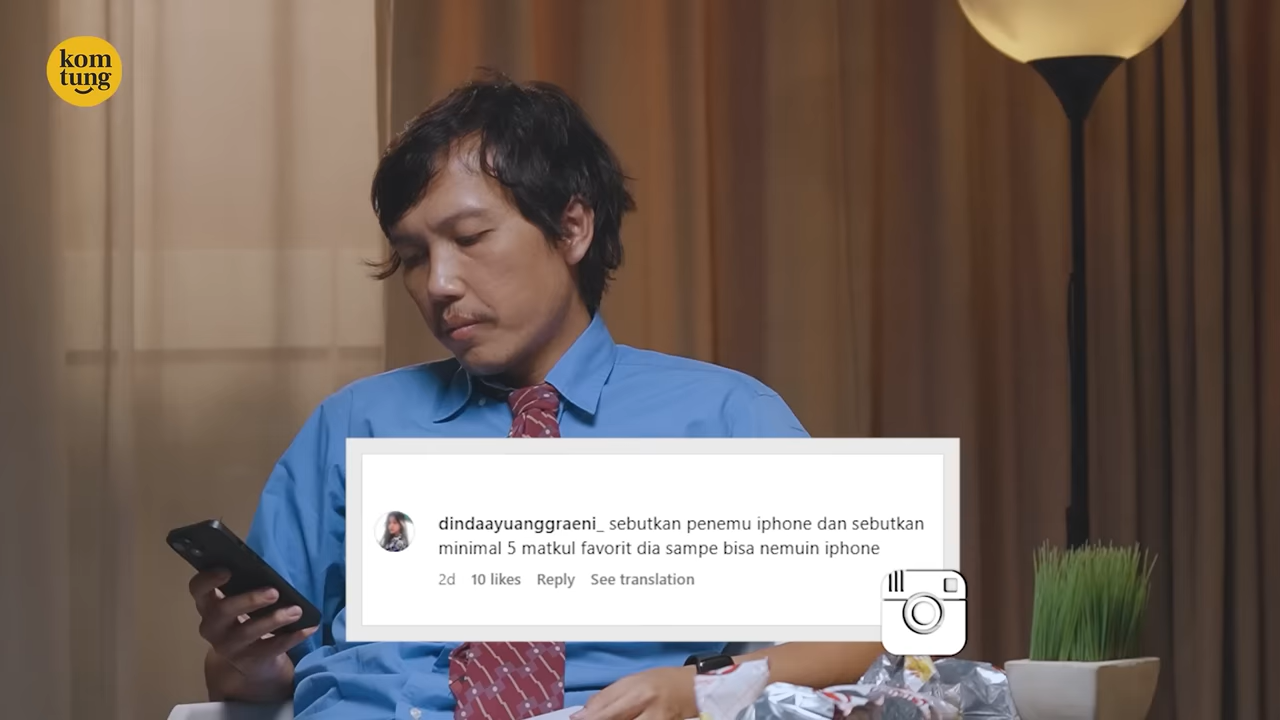 kom
tung
dindaayuanggraeni_ sebutkan penemu iphone dan sebutkan
minimal 5 matkul favorit dia sampe bisa nemuin iphone
2d 10 likes Reply See translation